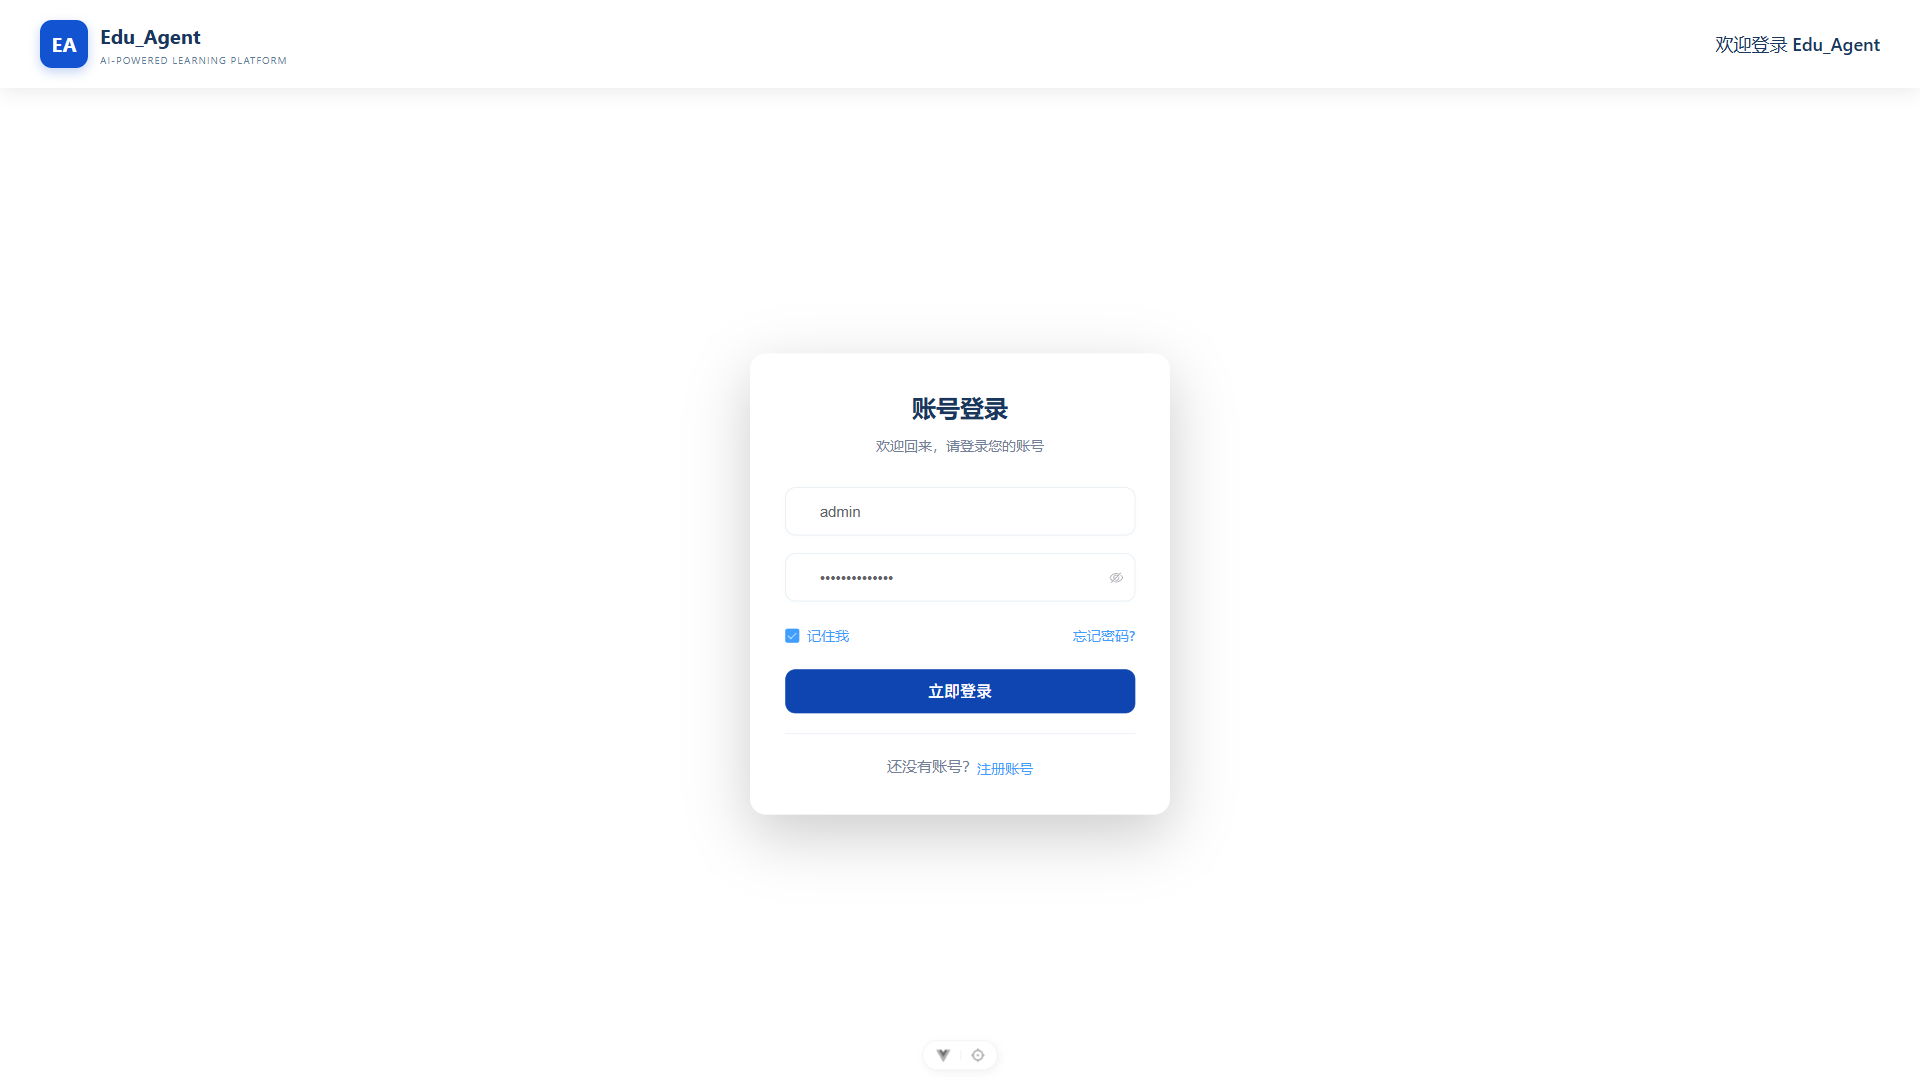 EA
Edu_Agent
AI-POWERED LEARNING PLATFORM
欢迎登录 Edu_Agent
账号登录
欢迎回来，请登录您的账号
admin
••••••••••••••
记住我
忘记密码?
立即登录
还没有账号？ 注册账号